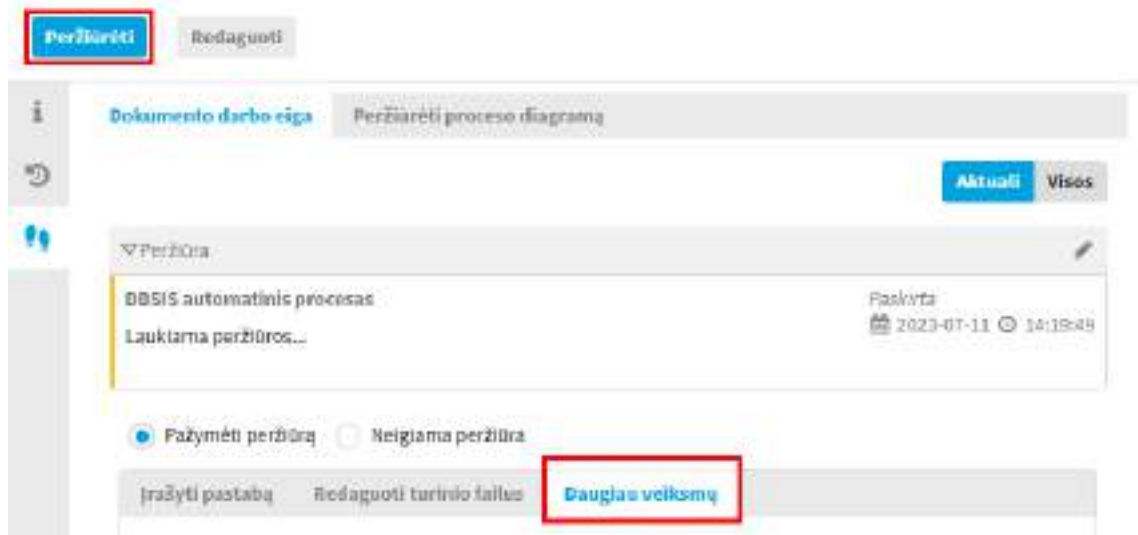 Peržiūrėti Redaguoti
Dokumento darbo eiga Peržiūrėti proceso diagramą
Aktuali Visos
Peržiūra
DBSIS automatinis procesas Paskirta
Laukiama peržiūros... 2023-07-11 14:19:49
Pažymėti peržiūrą Neigiama peržiūra
Įrašyti pastabą Redaguoti turinio failus Daugiau veiksmų